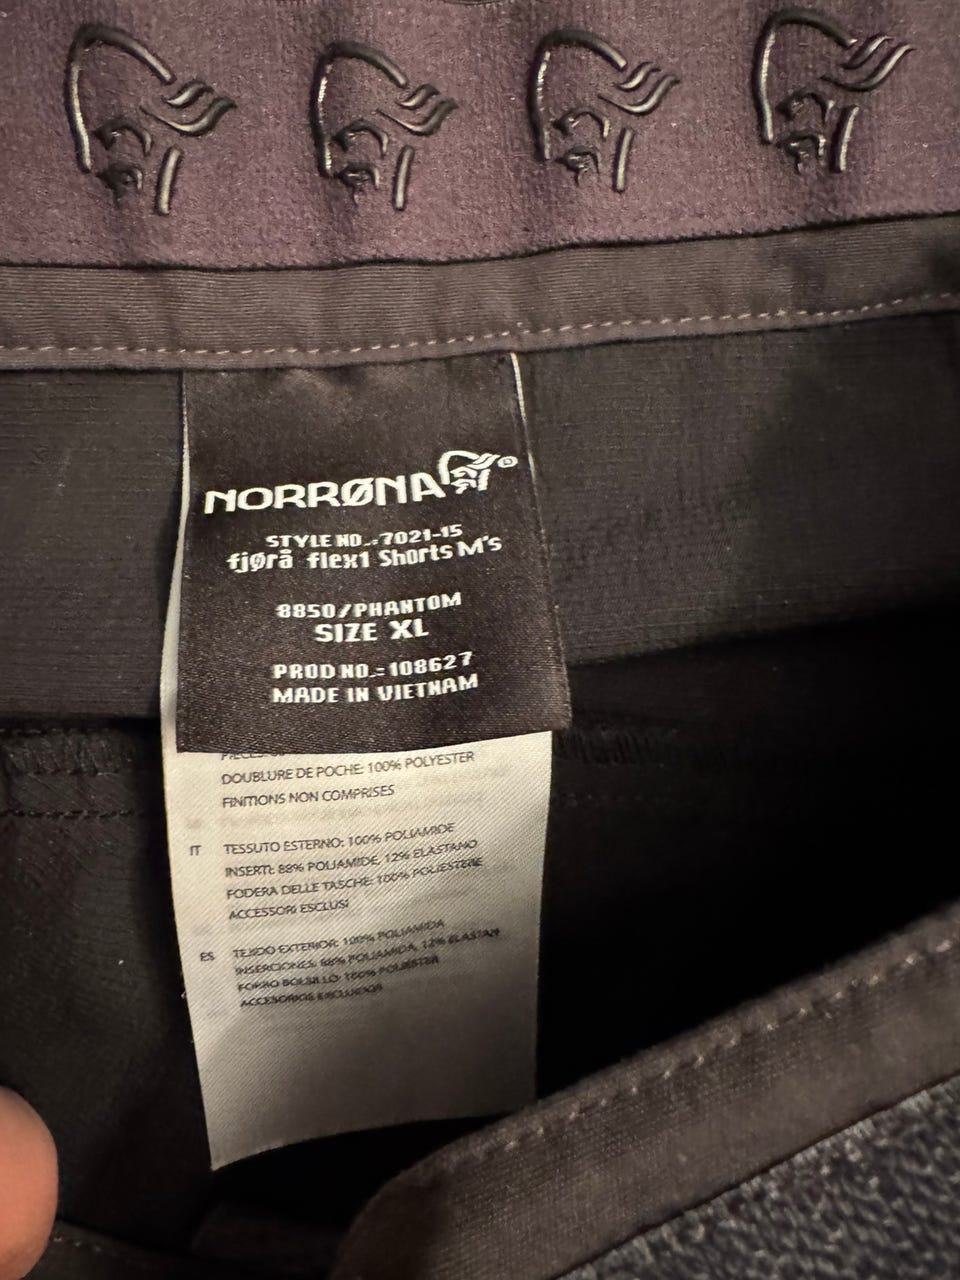 NORRØNA®
STYLE NO.:7021-15
fjørå flex1 Shorts M's
8850/PHANTOM
SIZE XL
PROD NO.:108627
MADE IN VIETNAM
DOUBLURE DE POCHE: 100% POLYESTER
FINITIONS NON COMPRISES
IT TESSUTO ESTERNO: 100% POLIAMIDE
INSERTI: 88% POLIAMIDE, 12% ELASTANO
FODERA DELLE TASCHE: 100% POLIESTERE
ACCESSORI ESCLUSI
ES TEJIDO EXTERIOR: 100% POLIAMIDA
INSERCIONES: 88% POLIAMIDA, 12% ELASTAN
FORRO BOLSILLO: 100% POLIÉSTER
ACCESORIOS EXCLUIDOS